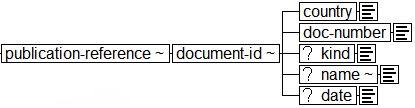 country
doc-number
publication-reference ~ document-id ~ ? kind
? name ~
? date